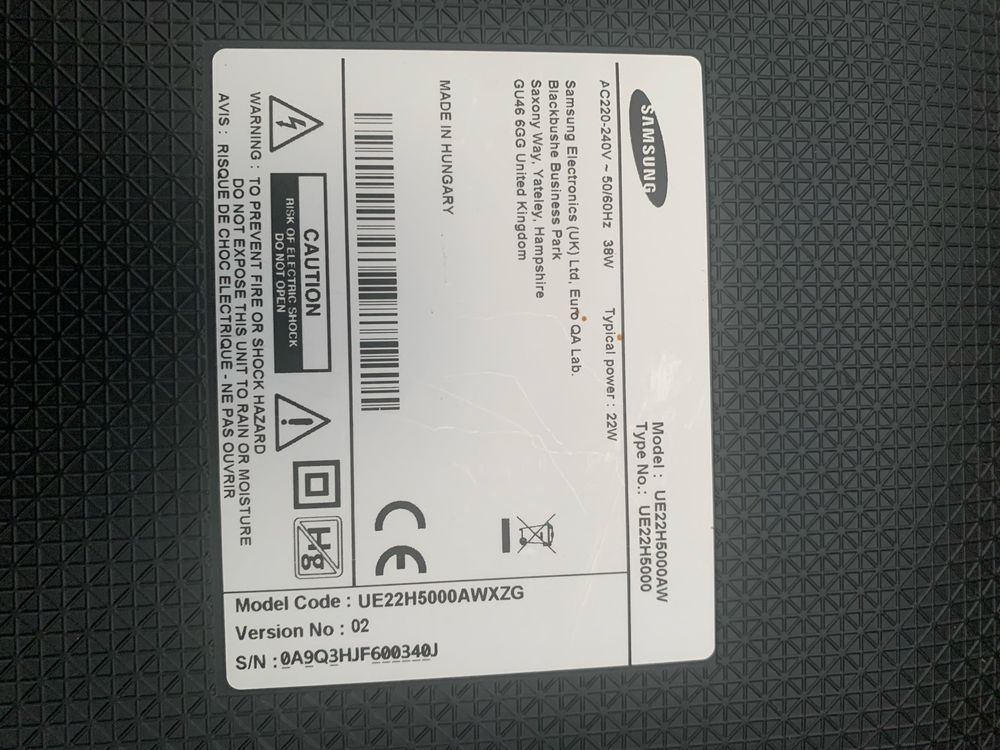 SAMSUNG
Model : UE22H5000AW
Type No.: UE22H5000
AC220-240V ~ 50/60Hz 38W Typical power : 22W
Samsung Electronics (UK) Ltd, Euro QA Lab.
Blackbushe Business Park
Saxony Way, Yateley, Hampshire
GU46 6GG United Kingdom
MADE IN HUNGARY
CE
CAUTION
RISK OF ELECTRIC SHOCK
DO NOT OPEN
Hg
WARNING : TO PREVENT FIRE OR SHOCK HAZARD
DO NOT EXPOSE THIS UNIT TO RAIN OR MOISTURE
AVIS : RISQUE DE CHOC ELECTRIQUE - NE PAS OUVRIR
Model Code : UE22H5000AWXZG
Version No : 02
S/N : 0A9Q3HJF600340J